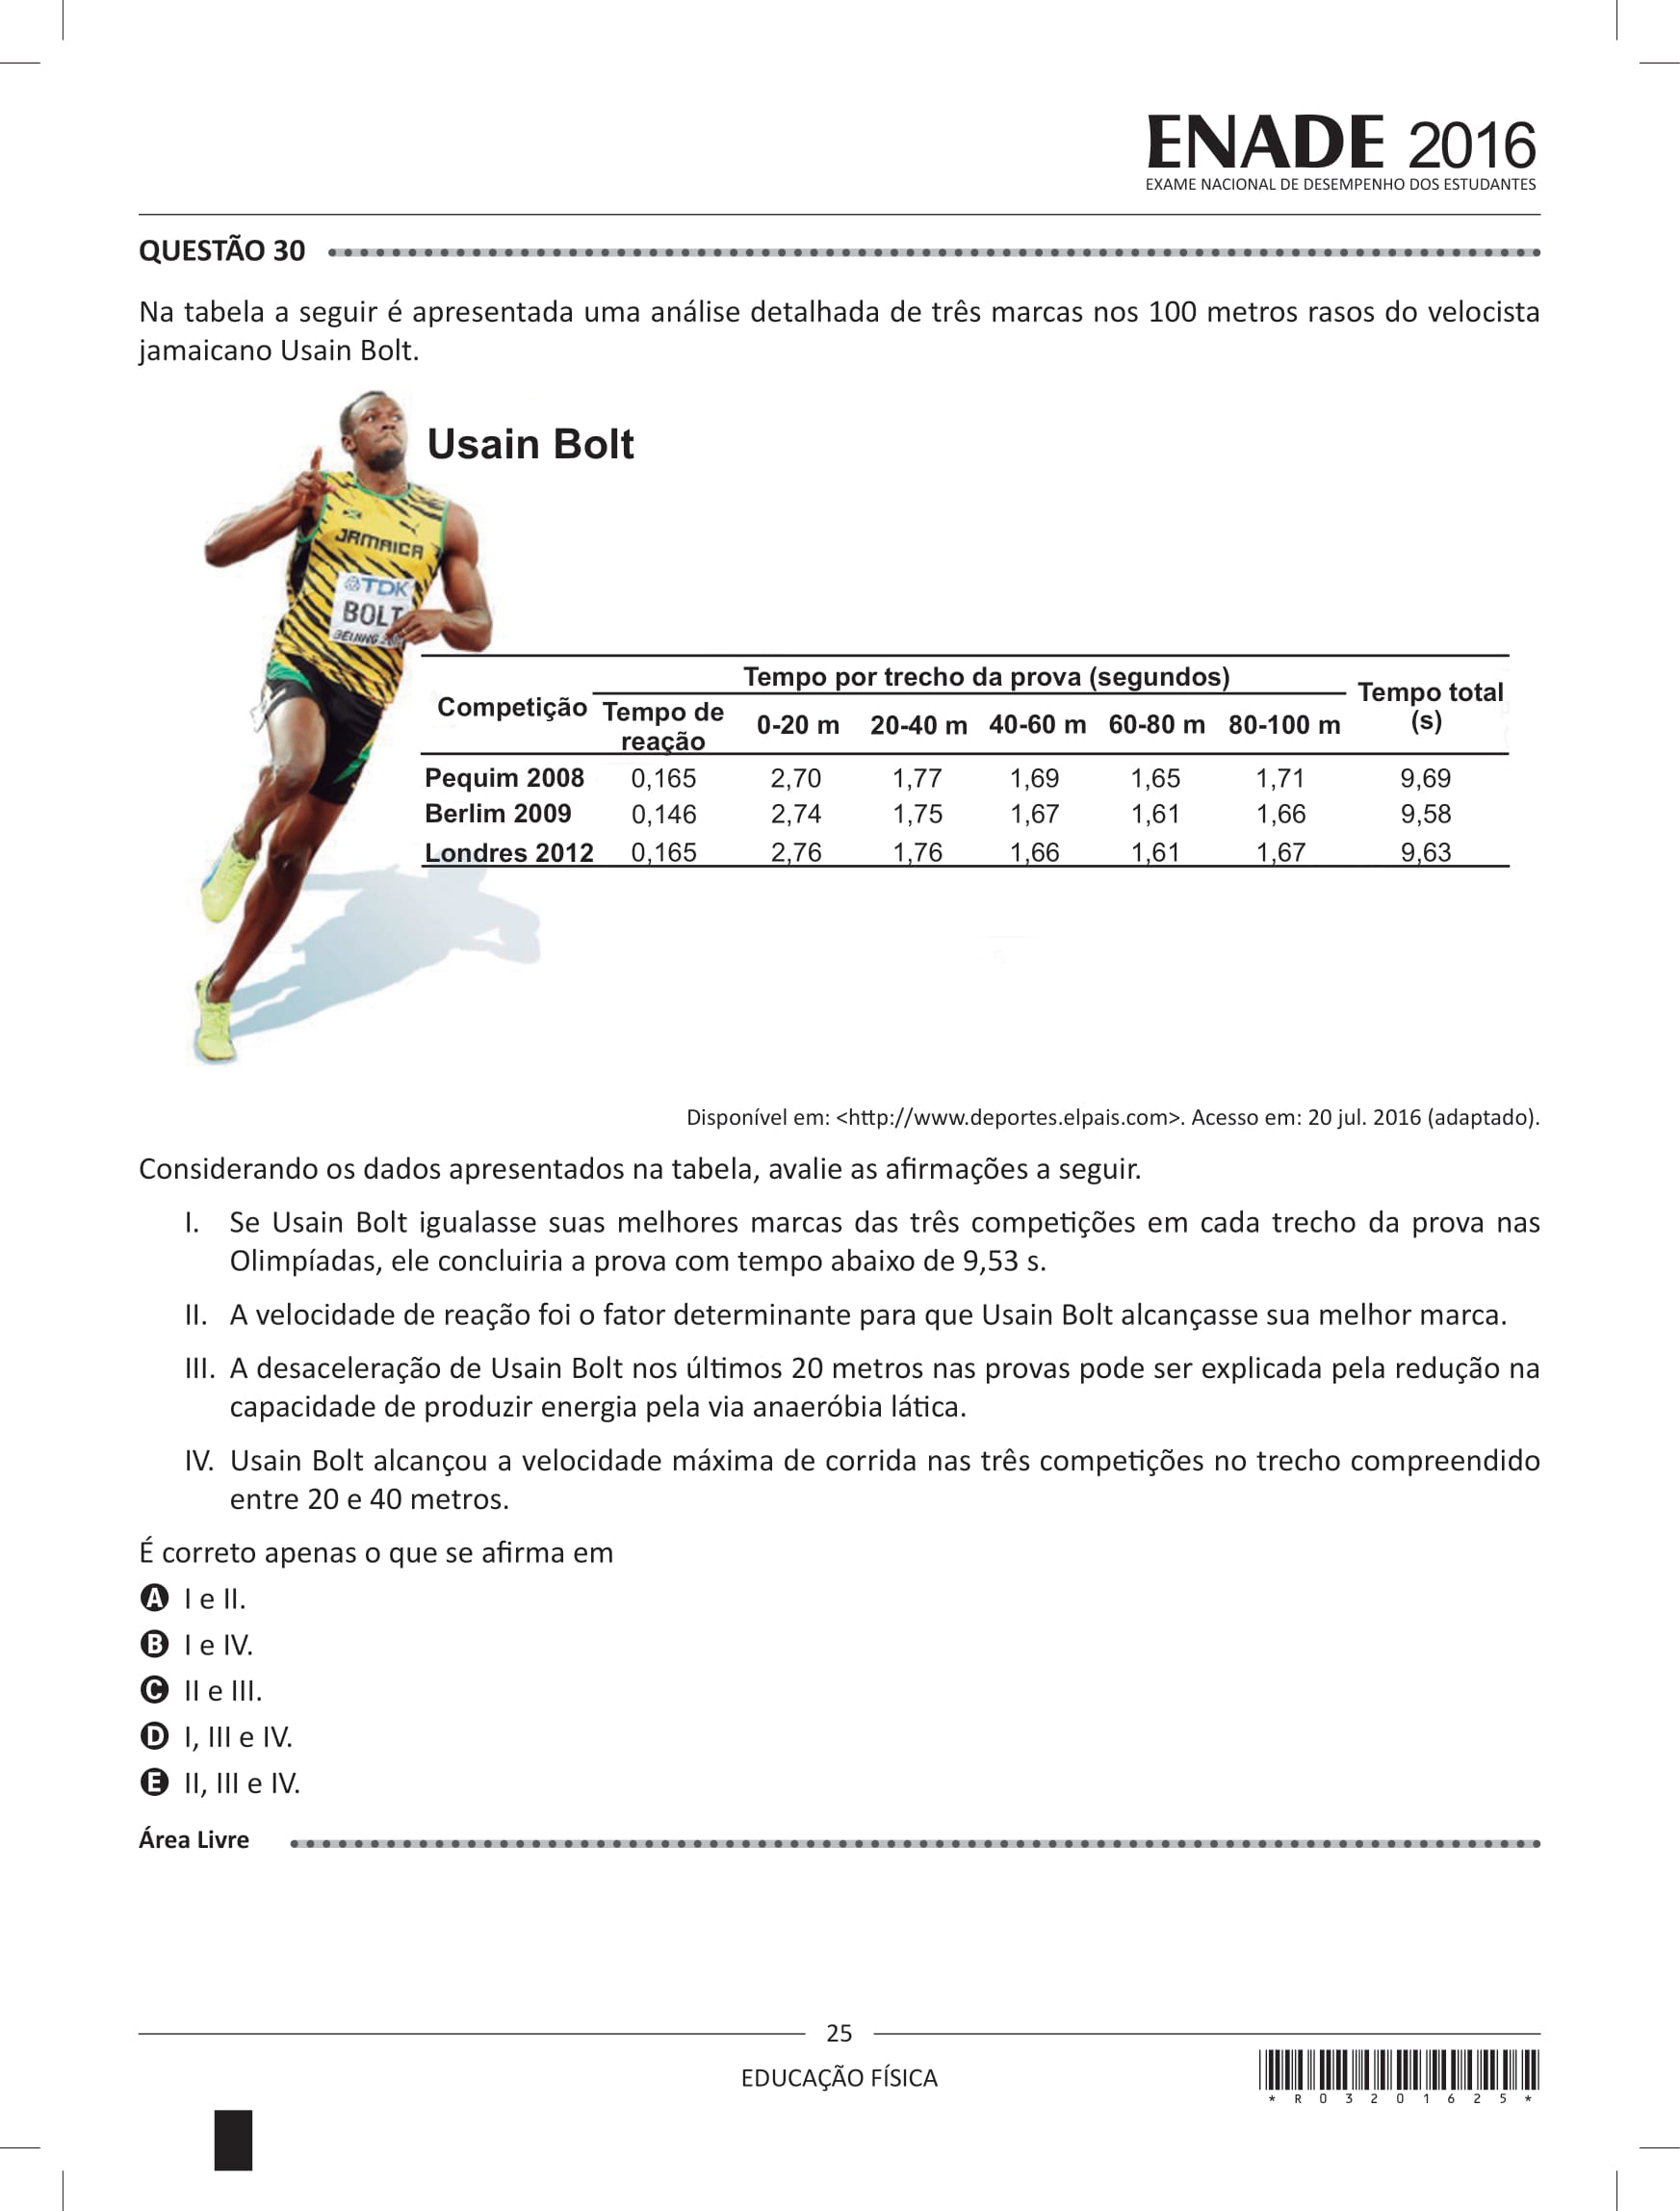 ENADE 2016
EXAME NACIONAL DE DESEMPENHO DOS ESTUDANTES
QUESTÃO 30
Na tabela a seguir é apresentada uma análise detalhada de três marcas nos 100 metros rasos do velocista
jamaicano Usain Bolt.
Usain Bolt
JAMAICA
TDK
BOLT
BEIJING
Tempo por trecho da prova (segundos)
Competição Tempo de reação 0-20 m 20-40 m 40-60 m 60-80 m 80-100 m Tempo total (s)
Pequim 2008 0,165 2,70 1,77 1,69 1,65 1,71 9,69
Berlim 2009 0,146 2,74 1,75 1,67 1,61 1,66 9,58
Londres 2012 0,165 2,76 1,76 1,66 1,61 1,67 9,63
Disponível em: <http://www.deportes.elpais.com>. Acesso em: 20 jul. 2016 (adaptado).
Considerando os dados apresentados na tabela, avalie as afirmações a seguir.
I. Se Usain Bolt igualasse suas melhores marcas das três competições em cada trecho da prova nas
Olimpíadas, ele concluiria a prova com tempo abaixo de 9,53 s.
II. A velocidade de reação foi o fator determinante para que Usain Bolt alcançasse sua melhor marca.
III. A desaceleração de Usain Bolt nos últimos 20 metros nas provas pode ser explicada pela redução na
capacidade de produzir energia pela via anaeróbia lática.
IV. Usain Bolt alcançou a velocidade máxima de corrida nas três competições no trecho compreendido
entre 20 e 40 metros.
É correto apenas o que se afirma em
A I e II.
B I e IV.
C II e III.
D I, III e IV.
E II, III e IV.
Área Livre
25
EDUCAÇÃO FÍSICA
* R 0 3 2 0 1 6 2 5 *